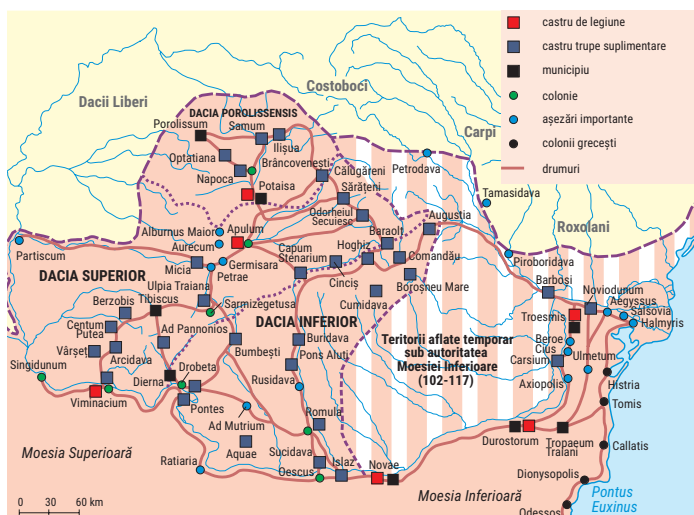 castru de legiune
castru trupe suplimentare
municipiu
colonie
așezări importante
colonii grecești
drumuri
Costoboci
Dacii Liberi
DACIA POROLISSENSIS
Porolissum
Samum
Ilișua
Carpi
Optatiana
Brâncovenești
Napoca
Potaisa
Călugăreni
Sărățeni
Petrodava
Tamasidava
Odorheiu
Secuiesc
Augustia
Roxolani
Alburnus Maior
Apulum
Aurecum
Capum
Stenarium
Hoghiz
Baraolt
Comandău
Partiscum
Piroboridava
DACIA SUPERIOR
Micia
Germisara
Petrae
Cinciș
Boroșneu Mare
Cumidava
Ulpia Traiana
Sarmizegetusa
Barboși
Noviodunum
Aegyssus
Salsovia
Halmyris
Berzobis
Tibiscus
DACIA INFERIOR
Troesmis
Centum
Putea
Ad Pannonios
Buridava
Teritorii aflate temporar
sub autoritatea
Moesiei Inferioare
(102-117)
Beroe
Cius
Vârșeț
Arcidava
Bumbești
Pons Aluti
Carsium
Ulmetum
Singidunum
Dierna
Drobeta
Rusidava
Axiopolis
Histria
Viminacium
Pontes
Ad Mutrium
Romula
Tomis
Moesia Superioară
Aquae
Sucidava
Durostorum
Tropaeum
Traiani
Callatis
Ratiaria
Oescus
Islaz
Novae
Dionysopolis
Moesia Inferioară
Pontus
Euxinus
Odessos
0 30 60 km